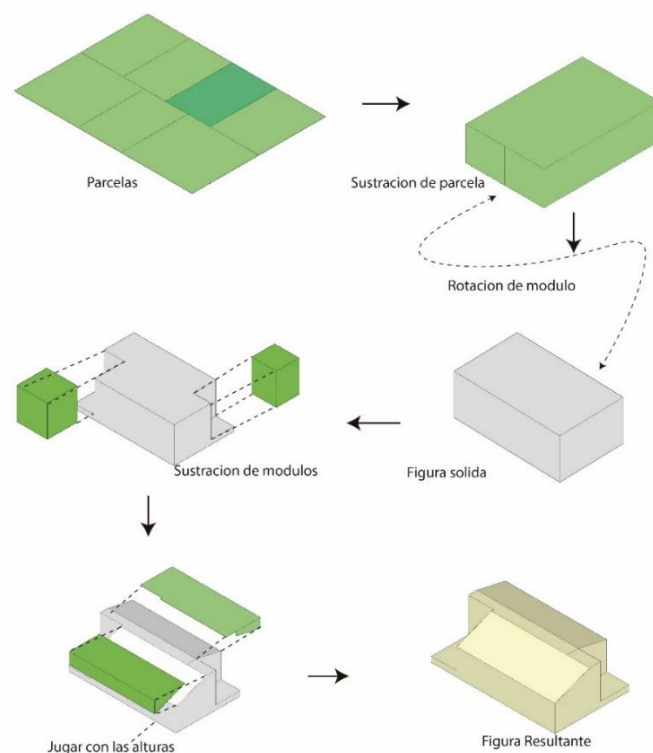 Parcelas
Sustracion de parcela
Rotacion de modulo
Sustracion de modulos
Figura solida
Jugar con las alturas
Figura Resultante